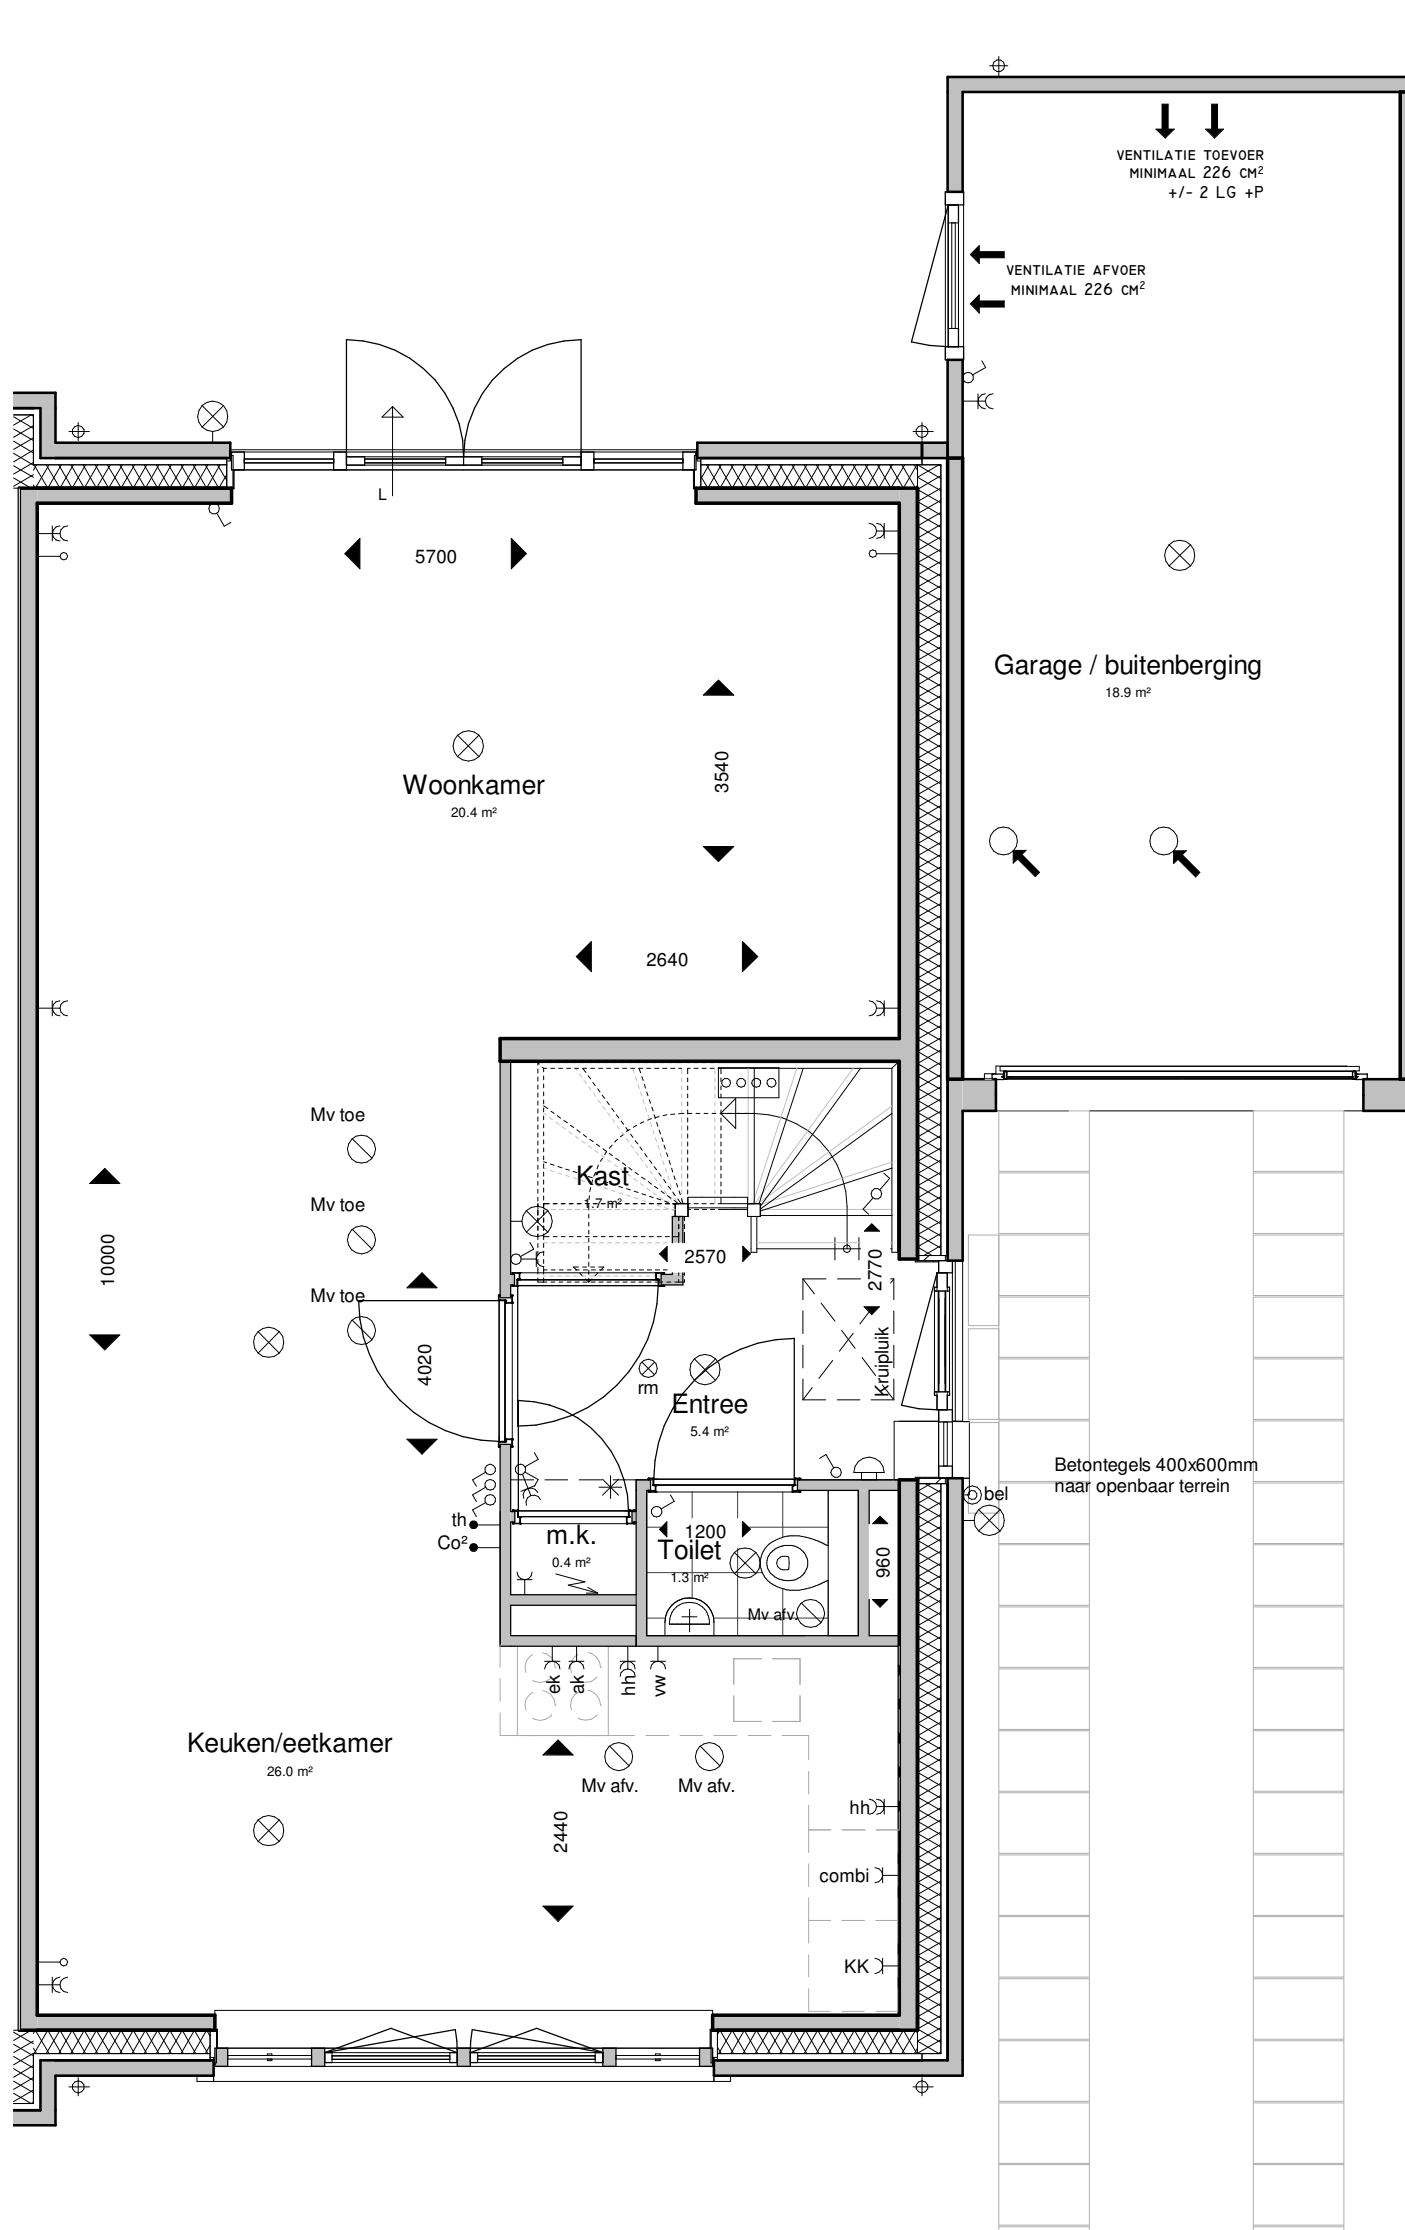 VENTILATIE TOEVOER
MINIMAAL 226 CM²
+/- 2 LG +P
VENTILATIE AFVOER
MINIMAAL 226 CM²
L
5700
Garage / buitenberging
18.9 m²
3540
Woonkamer
20.4 m²
2640
Mv toe
Kast
1.7 m²
Mv toe
10000
2570
2770
Mv toe
4020
Kruipluik
rm
Entree
5.4 m²
Betontegels 400x600mm
naar openbaar terrein
bel
th
Co²
m.k.
0.4 m²
1200
Toilet
1.3 m²
960
Mv afv.
ek
ak
hh
vw
Keuken/eetkamer
26.0 m²
Mv afv.
Mv afv.
2440
hh
combi
KK